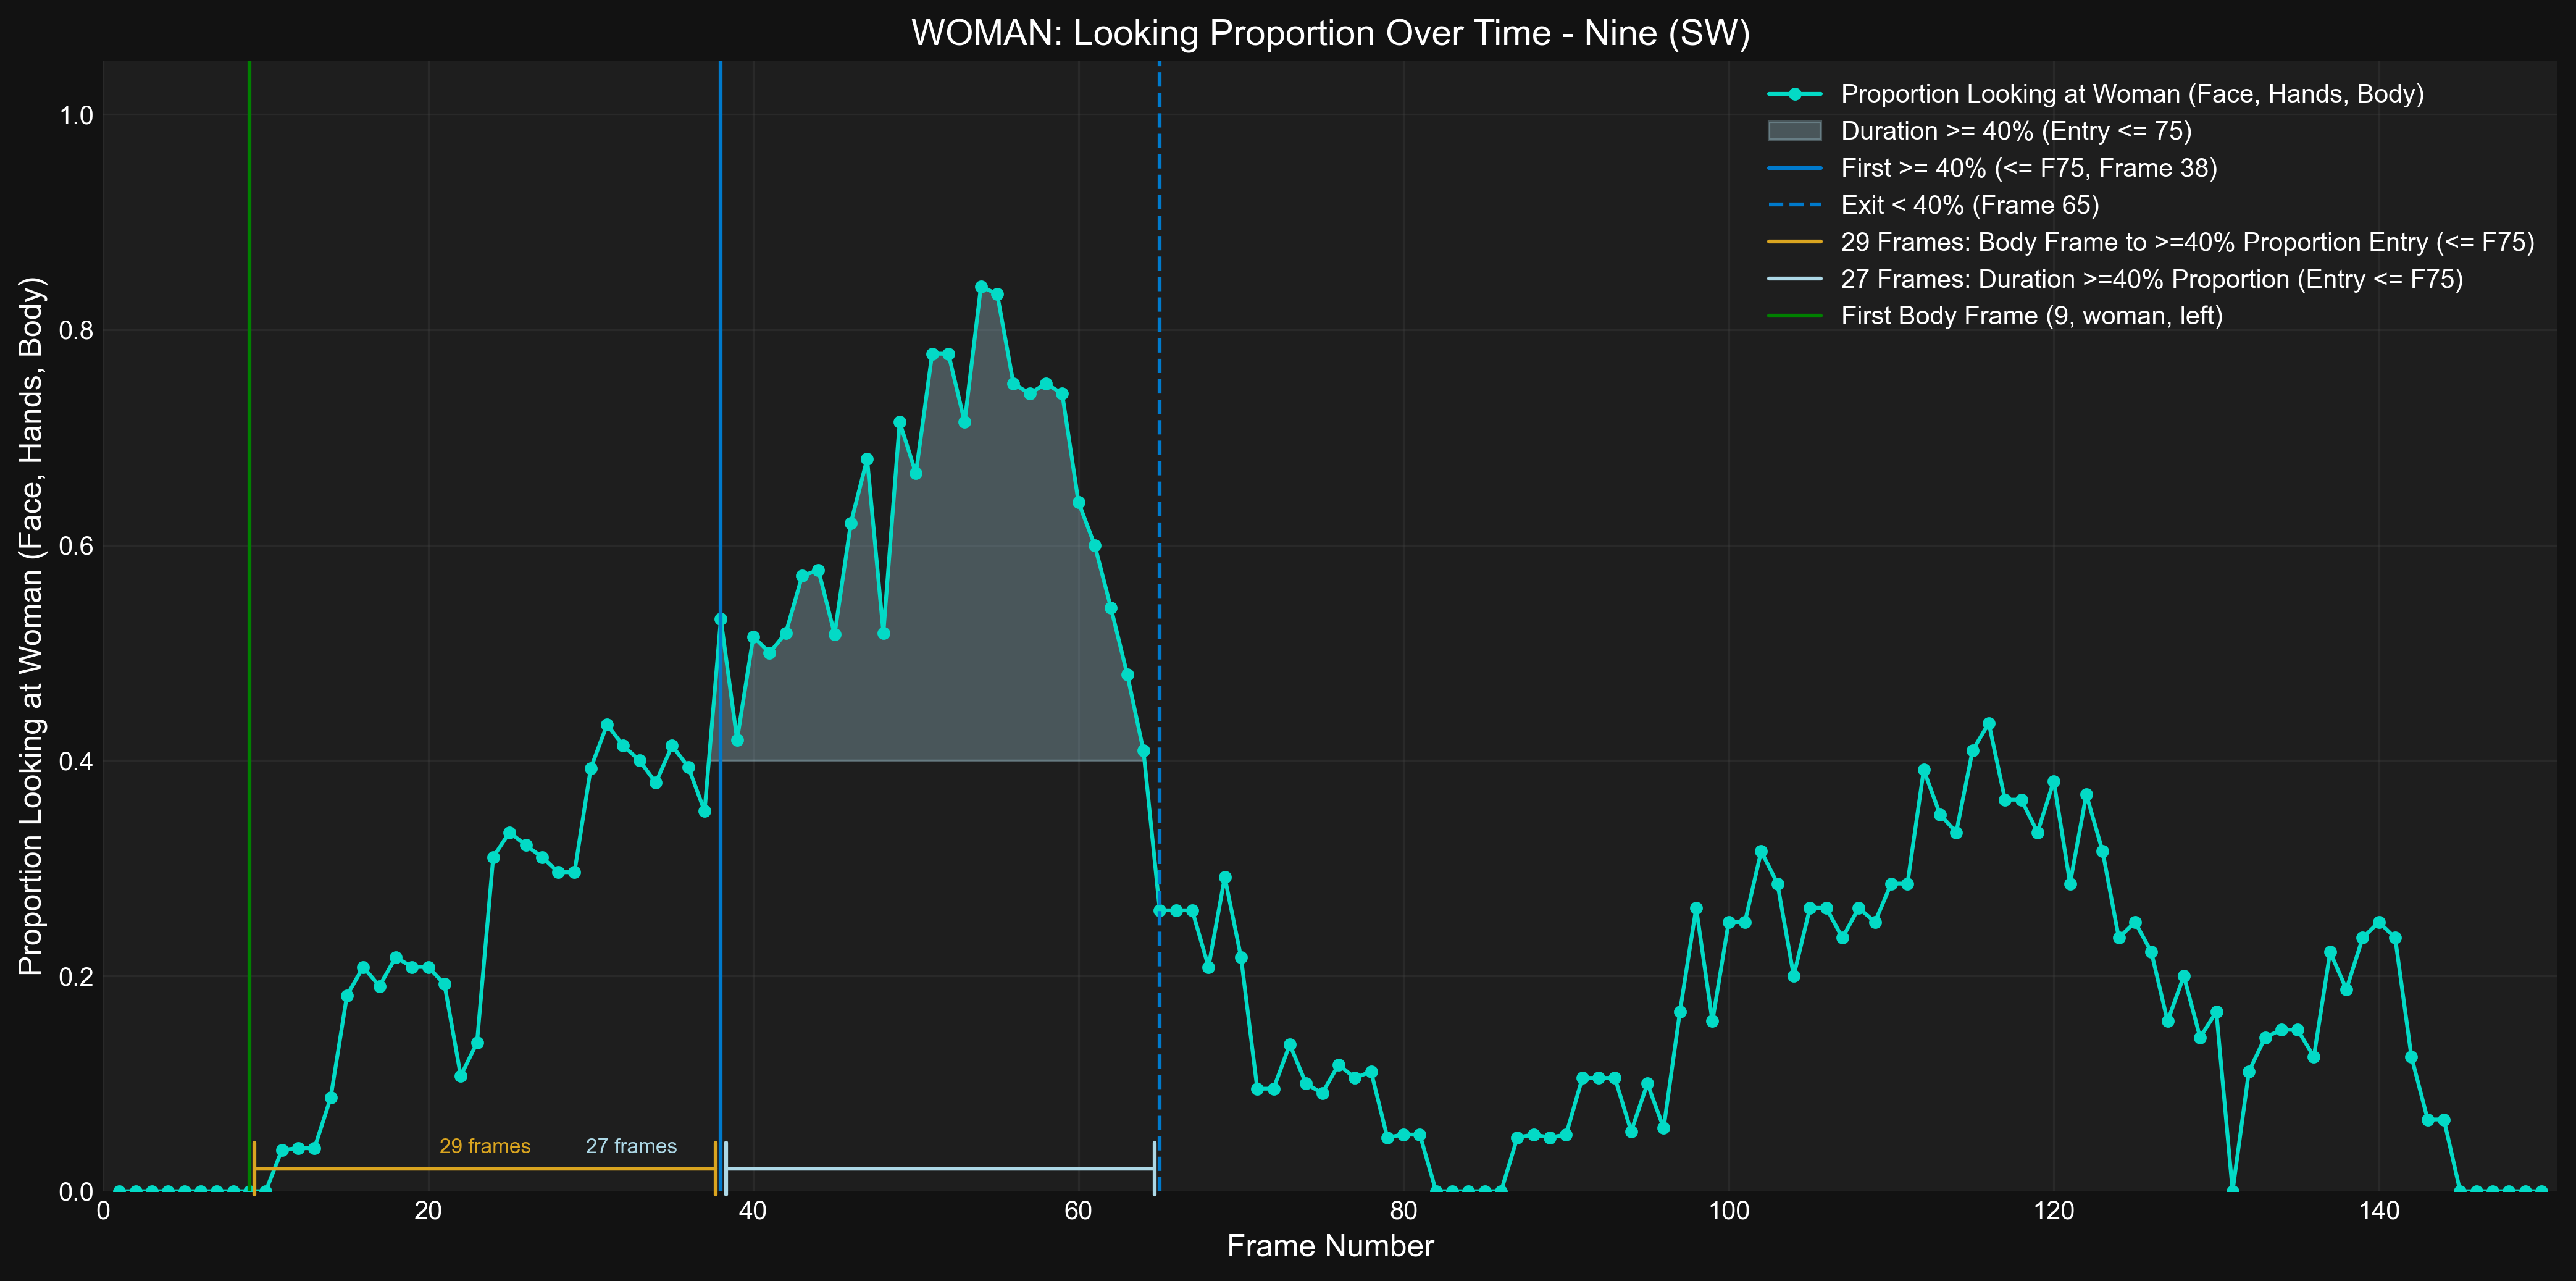 WOMAN: Looking Proportion Over Time - Nine (SW)
Proportion Looking at Woman (Face, Hands, Body)
1.0
0.8
0.6
0.4
0.2
0.0
Proportion Looking at Woman (Face, Hands, Body)
Duration >= 40% (Entry <= 75)
First >= 40% (<= F75, Frame 38)
Exit < 40% (Frame 65)
29 Frames: Body Frame to >=40% Proportion Entry (<= F75)
27 Frames: Duration >=40% Proportion (Entry <= F75)
First Body Frame (9, woman, left)
29 frames
27 frames
0
20
40
60
80
100
120
140
Frame Number